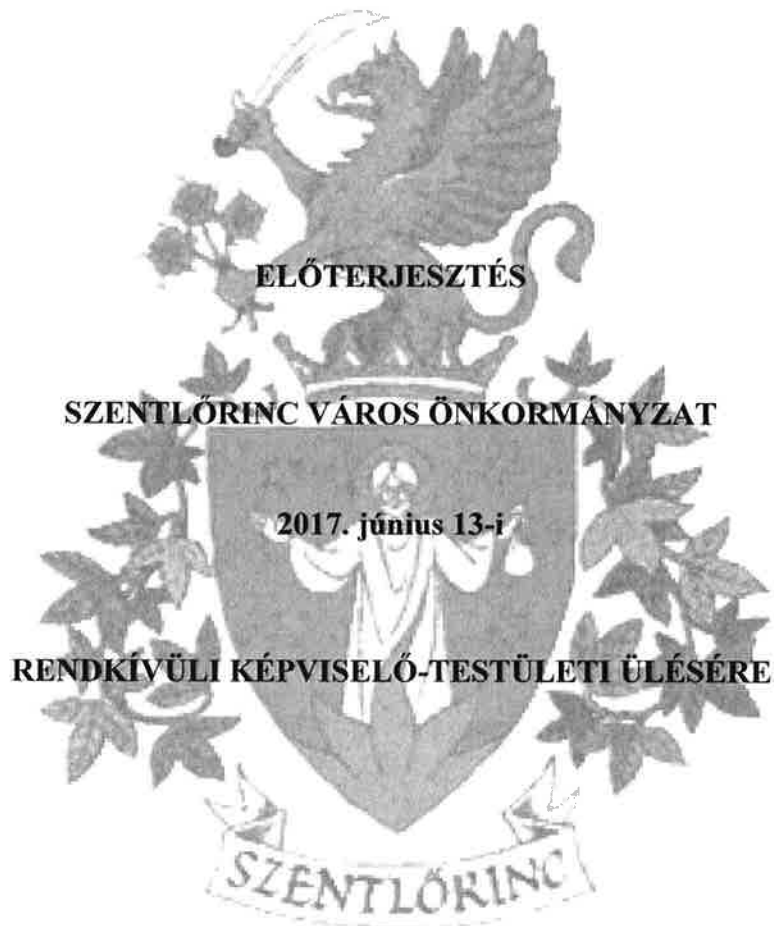 ELŐTERJESZTÉS
SZENTLŐRINC VÁROS ÖNKORMÁNYZAT
2017. június 13-i
RENDKÍVÜLI KÉPVISELŐ-TESTÜLETI ÜLÉSÉRE
SZENTLŐRINC